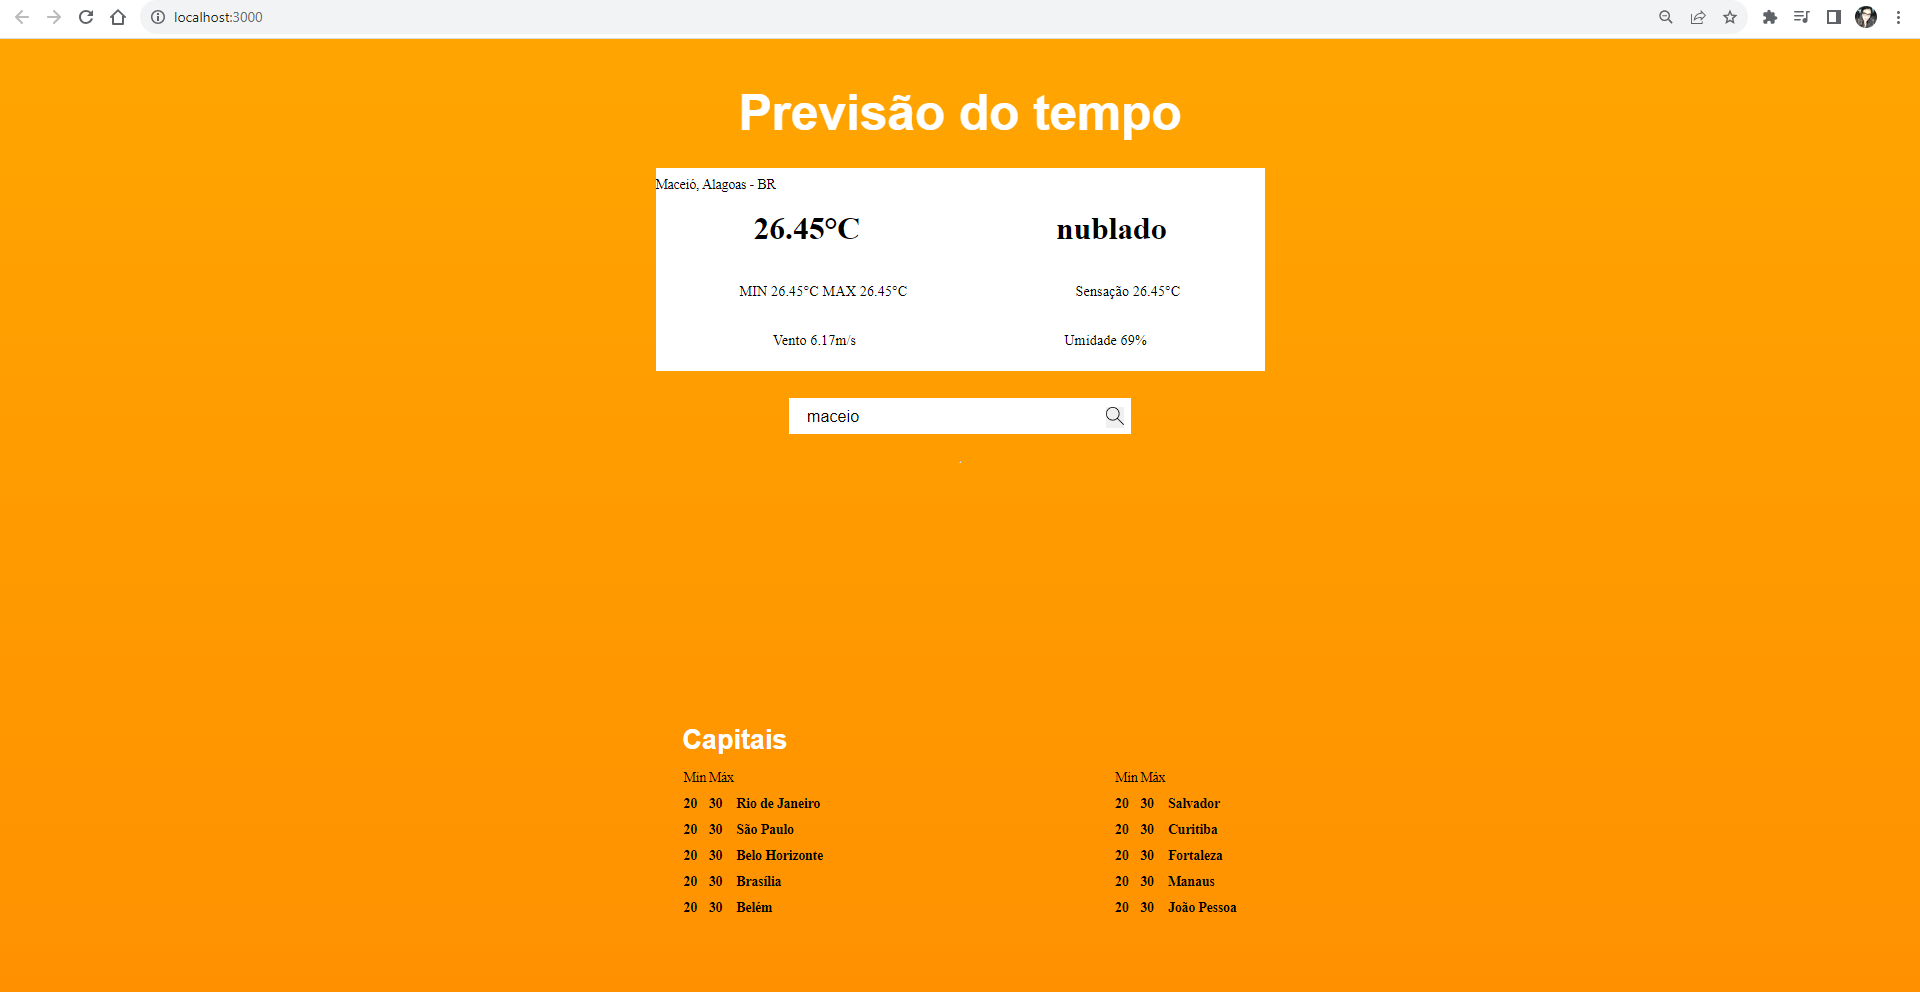 localhost:3000
Previsão do tempo
Maceió, Alagoas - BR
26.45°C nublado
MIN 26.45°C MAX 26.45°C Sensação 26.45°C
Vento 6.17m/s Umidade 69%
maceio
Capitais
Min Máx Min Máx
20 30 Rio de Janeiro 20 30 Salvador
20 30 São Paulo 20 30 Curitiba
20 30 Belo Horizonte 20 30 Fortaleza
20 30 Brasília 20 30 Manaus
20 30 Belém 20 30 João Pessoa